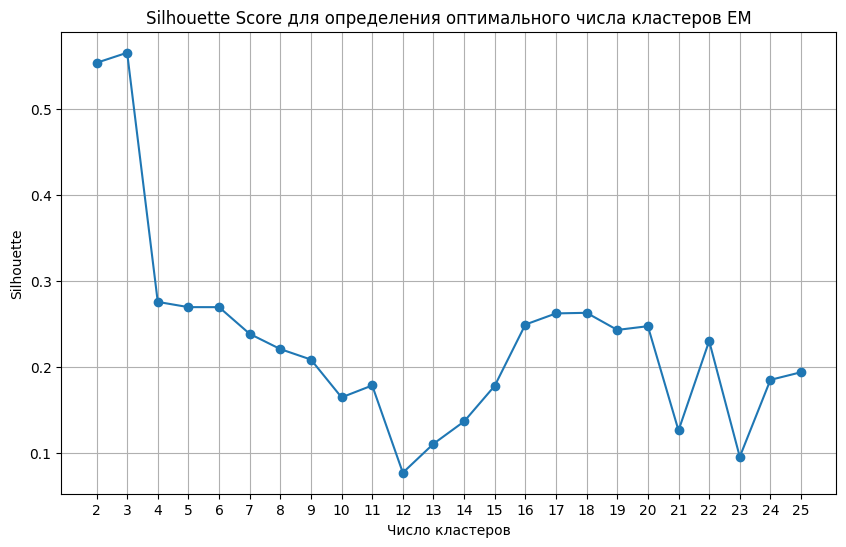 Silhouette Score для определения оптимального числа кластеров EM
Silhouette
0.5
0.4
0.3
0.2
0.1
2 3 4 5 6 7 8 9 10 11 12 13 14 15 16 17 18 19 20 21 22 23 24 25
Число кластеров